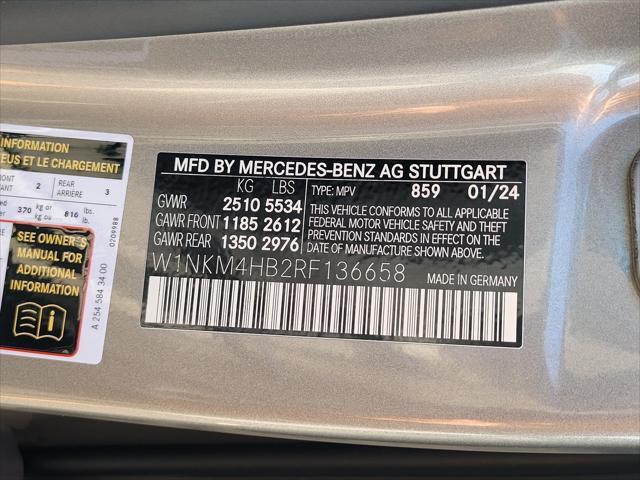 INFORMATION
EUS ET LE CHARGEMENT
2 REAR ARRIÈRE 3
370 kg or 816 lbs.
SEE OWNER'S
MANUAL FOR
ADDITIONAL
INFORMATION
0209988
A 254 584 34 00
MFD BY MERCEDES-BENZ AG STUTTGART
KG LBS
GVWR 2510 5534
GAWR FRONT 1185 2612
GAWR REAR 1350 2976
TYPE: MPV 859 01/24
THIS VEHICLE CONFORMS TO ALL APPLICABLE
FEDERAL MOTOR VEHICLE SAFETY AND THEFT
PREVENTION STANDARDS IN EFFECT ON THE
DATE OF MANUFACTURE SHOWN ABOVE.
W1NKM4HB2RF136658 MADE IN GERMANY